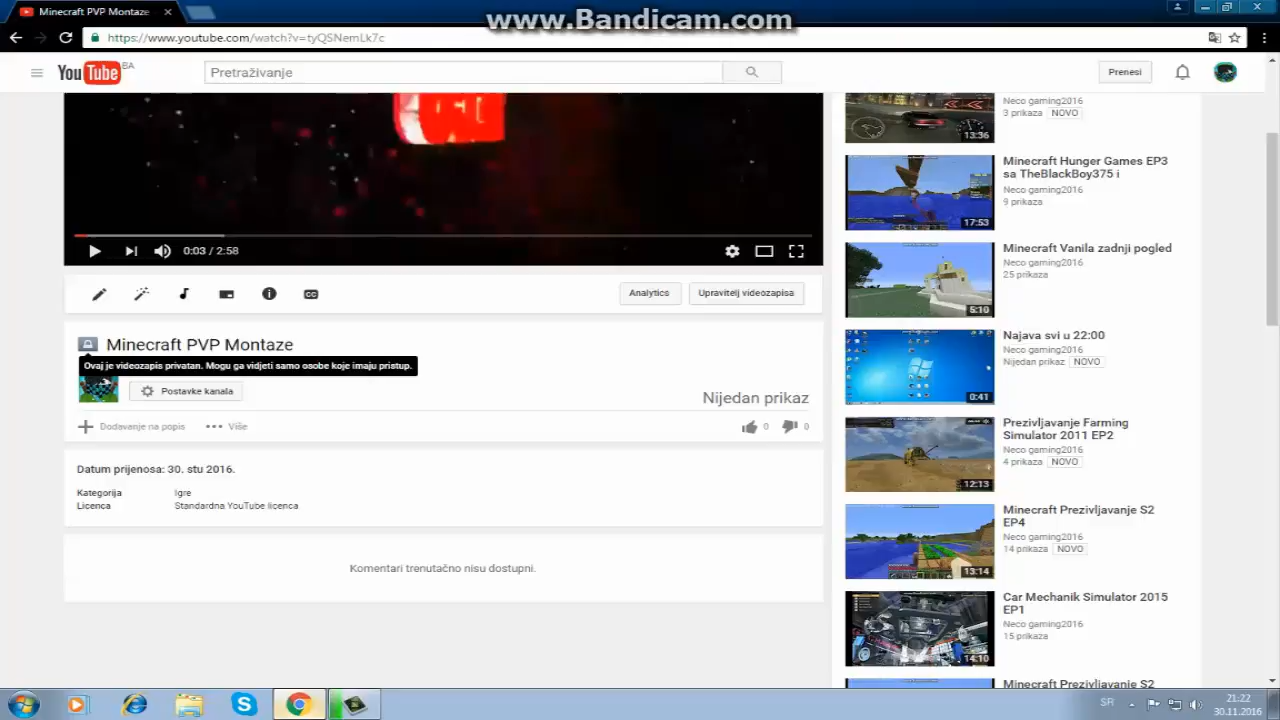 Minecraft PVP Montaze
www.Bandicam.com
https://www.youtube.com/watch?v=tyQSNemLk7c
YouTube BA
Pretraživanje
Prenesi
Neco gaming2016
3 prikaza NOVO
13:36
Minecraft Hunger Games EP3
sa TheBlackBoy375 i
Neco gaming2016
9 prikaza
17:53
0:03 / 2:58
Minecraft Vanila zadnji pogled
Neco gaming2016
25 prikaza
5:10
Analytics
Upravitelj videozapisa
Minecraft PVP Montaze
Ovaj je videozapis privatan. Mogu ga vidjeti samo osobe koje imaju pristup.
Postavke kanala
Nijedan prikaz
Dodavanje na popis
Više
0
0
Najava svi u 22:00
Neco gaming2016
Nijedan prikaz NOVO
0:41
Datum prijenosa: 30. stu 2016.
Kategorija Igre
Licenca Standardna YouTube licenca
Komentari trenutačno nisu dostupni.
Prezivljavanje Farming
Simulator 2011 EP2
4 prikaza NOVO
12:13
Minecraft Prezivljavanje S2
EP4
Neco gaming2016
14 prikaza NOVO
13:14
Car Mechanik Simulator 2015
EP1
Neco gaming2016
15 prikaza
14:10
Minecraft Prezivljavanje S2
SR
21:22
30.11.2016